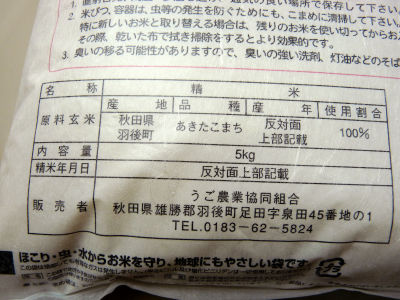 2. 米びつ、容器は、虫等の発生を防ぐためにも、こまめに清掃して下さい。
特に新しいお米と取り替える場合は、残りのお米を使い切ってからお
その際、乾いた布で拭き掃除をするとより効果的です。
3. 臭いの移る可能性がありますので、臭いの強い洗剤、灯油などのそば
名称 精米
原料玄米 産地 品種 産年 使用割合
秋田県羽後町 あきたこまち 反対面上部記載 100%
内容量 5kg
精米年月日 反対面上部記載
販売者 うご農業協同組合
秋田県雄勝郡羽後町足田字泉田45番地の1
TEL.0183-62-5824
ほこり・虫・水からお米を守り、地球にもやさしい袋です